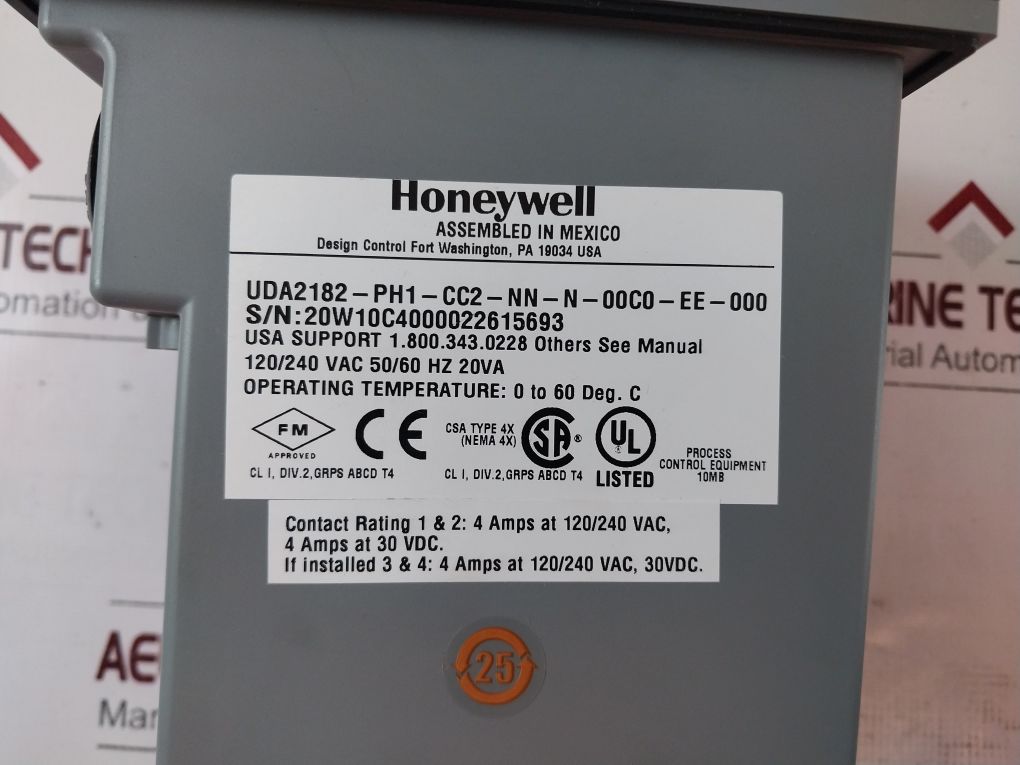 Honeywell
ASSEMBLED IN MEXICO
Design Control Fort Washington, PA 19034 USA
UDA2182-PH1-CC2-NN-N-00C0-EE-000
S/N:20W10C4000022615693
USA SUPPORT 1.800.343.0228 Others See Manual
120/240 VAC 50/60 HZ 20VA
OPERATING TEMPERATURE: 0 to 60 Deg. C
FM
APPROVED
CL I, DIV.2,GRPS ABCD T4
CE
CSA TYPE 4X
(NEMA 4X)
SA ®
CL I, DIV.2,GRPS ABCD T4
UL
LISTED
PROCESS
CONTROL EQUIPMENT
10MB
Contact Rating 1 & 2: 4 Amps at 120/240 VAC,
4 Amps at 30 VDC.
If installed 3 & 4: 4 Amps at 120/240 VAC, 30VDC.
25
TECH
omation
RINE TE
rial Autom
AE
Mar